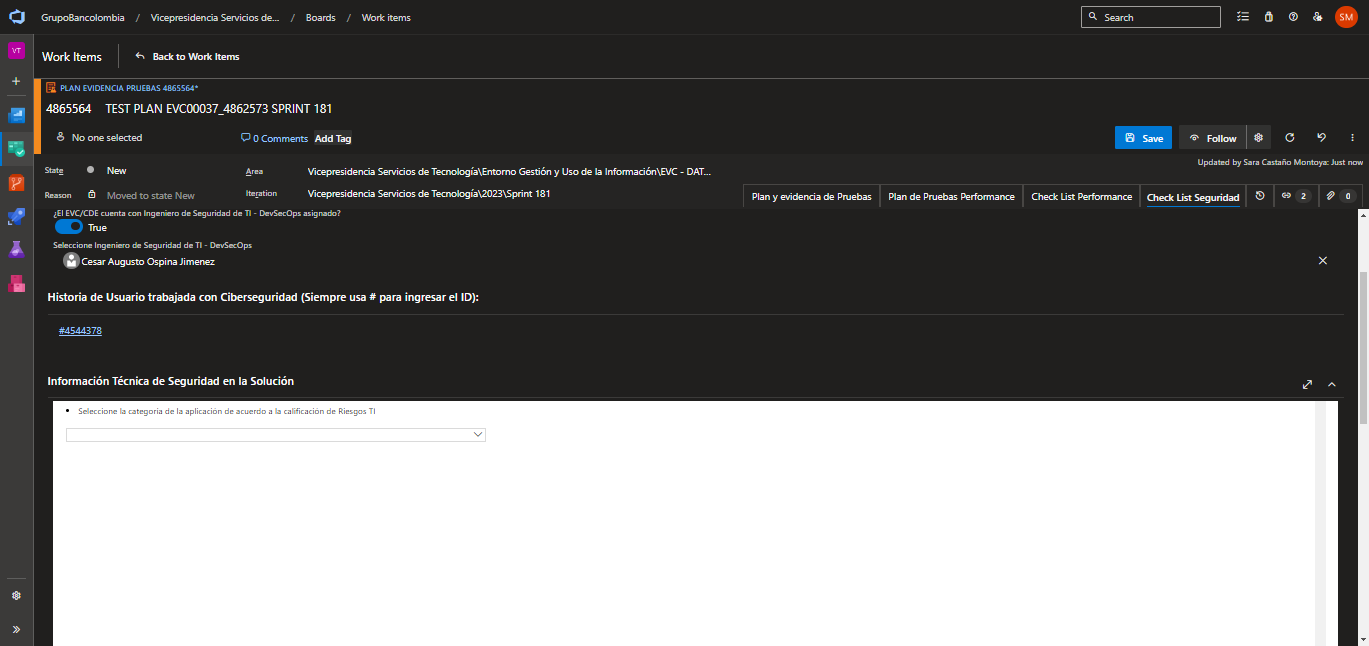 GrupoBancolombia / Vicepresidencia Servicios de... / Boards / Work items
Search
SM
VT
Work Items
Back to Work Items
PLAN EVIDENCIA PRUEBAS 4865564*
4865564 TEST PLAN EVC00037_4862573 SPRINT 181
No one selected
0 Comments
Add Tag
Save
Follow
Updated by Sara Castaño Montoya: Just now
State New
Area Vicepresidencia Servicios de Tecnología\Entorno Gestión y Uso de la Información\EVC - DAT...
Reason Moved to state New
Iteration Vicepresidencia Servicios de Tecnología\2023\Sprint 181
Plan y evidencia de Pruebas
Plan de Pruebas Performance
Check List Performance
Check List Seguridad
2
0
¿El EVC/CDE cuenta con Ingeniero de Seguridad de TI - DevSecOps asignado?
True
Seleccione Ingeniero de Seguridad de TI - DevSecOps
Cesar Augusto Ospina Jimenez
Historia de Usuario trabajada con Ciberseguridad (Siempre usa # para ingresar el ID):
#4544378
Información Técnica de Seguridad en la Solución
• Seleccione la categoría de la aplicación de acuerdo a la calificación de Riesgos TI